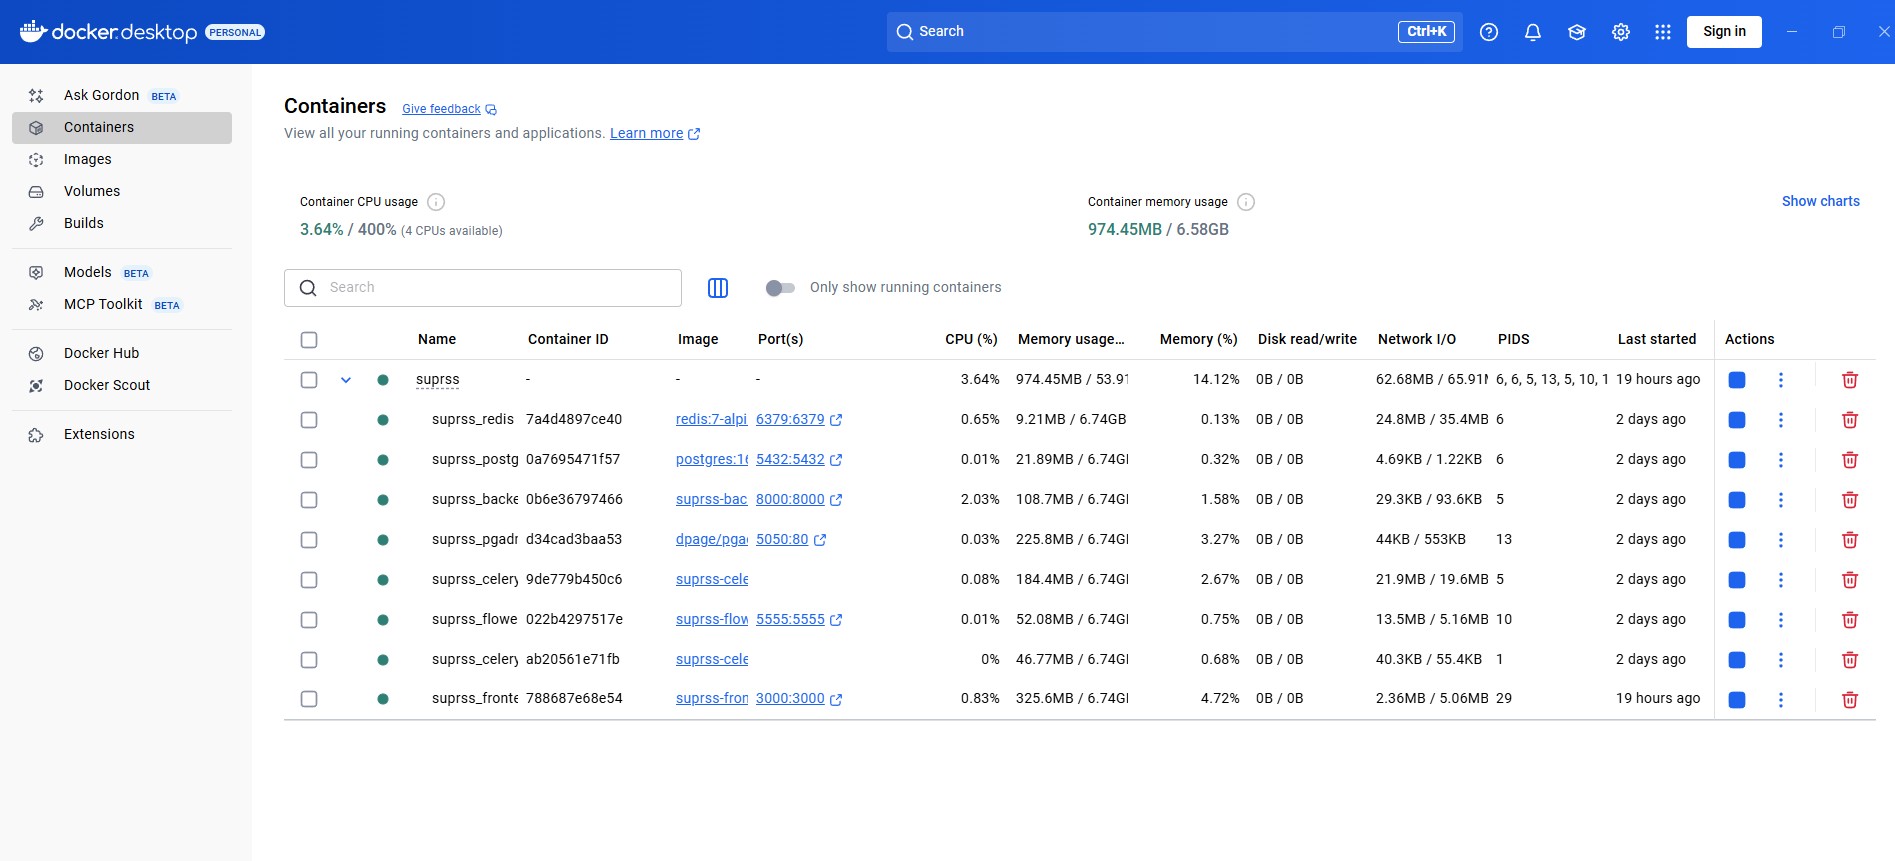 docker.desktop PERSONAL Search Ctrl+K Sign in
Ask Gordon BETA
Containers
Images
Volumes
Builds
Models BETA
MCP Toolkit BETA
Docker Hub
Docker Scout
Extensions
Containers Give feedback
View all your running containers and applications. Learn more
Container CPU usage
3.64% / 400% (4 CPUs available)
Container memory usage
974.45MB / 6.58GB
Show charts
Search Only show running containers
Name Container ID Image Port(s) CPU (%) Memory usage... Memory (%) Disk read/write Network I/O PIDS Last started Actions
suprss - - - 3.64% 974.45MB / 53.91 14.12% 0B / 0B 62.68MB / 65.91M 6, 6, 5, 13, 5, 10, 1 19 hours ago
suprss_redis 7a4d4897ce40 redis:7-alpi 6379:6379 0.65% 9.21MB / 6.74GB 0.13% 0B / 0B 24.8MB / 35.4MB 6 2 days ago
suprss_postg 0a7695471f57 postgres:16 5432:5432 0.01% 21.89MB / 6.74GI 0.32% 0B / 0B 4.69KB / 1.22KB 6 2 days ago
suprss_backe 0b6e36797466 suprss-bac 8000:8000 2.03% 108.7MB / 6.74GI 1.58% 0B / 0B 29.3KB / 93.6KB 5 2 days ago
suprss_pgadr d34cad3baa53 dpage/pga 5050:80 0.03% 225.8MB / 6.74GI 3.27% 0B / 0B 44KB / 553KB 13 2 days ago
suprss_celery 9de779b450c6 suprss-cele 0.08% 184.4MB / 6.74GI 2.67% 0B / 0B 21.9MB / 19.6MB 5 2 days ago
suprss_flowe 022b4297517e suprss-flow 5555:5555 0.01% 52.08MB / 6.74GI 0.75% 0B / 0B 13.5MB / 5.16MB 10 2 days ago
suprss_celery ab20561e71fb suprss-cele 0% 46.77MB / 6.74GI 0.68% 0B / 0B 40.3KB / 55.4KB 1 2 days ago
suprss_fronte 788687e68e54 suprss-fron 3000:3000 0.83% 325.6MB / 6.74GI 4.72% 0B / 0B 2.36MB / 5.06MB 29 19 hours ago